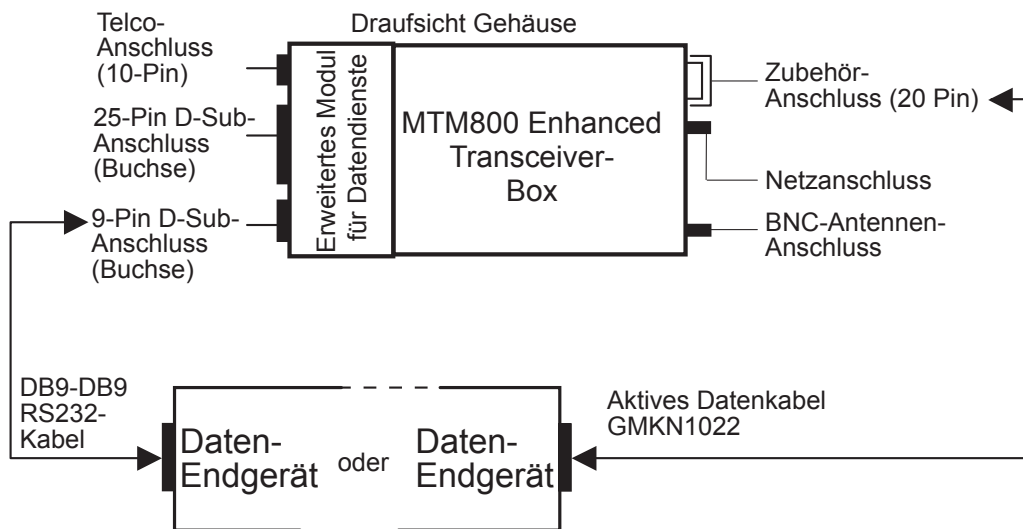 Telco-
Anschluss
(10-Pin)
25-Pin D-Sub-
Anschluss
(Buchse)
9-Pin D-Sub-
Anschluss
(Buchse)
Draufsicht Gehäuse
Erweitertes Modul
für Datendienste
MTM800 Enhanced
Transceiver-
Box
Zubehör-
Anschluss (20 Pin)
Netzanschluss
BNC-Antennen-
Anschluss
DB9-DB9
RS232-
Kabel
Daten-
Endgerät
oder
Daten-
Endgerät
Aktives Datenkabel
GMKN1022